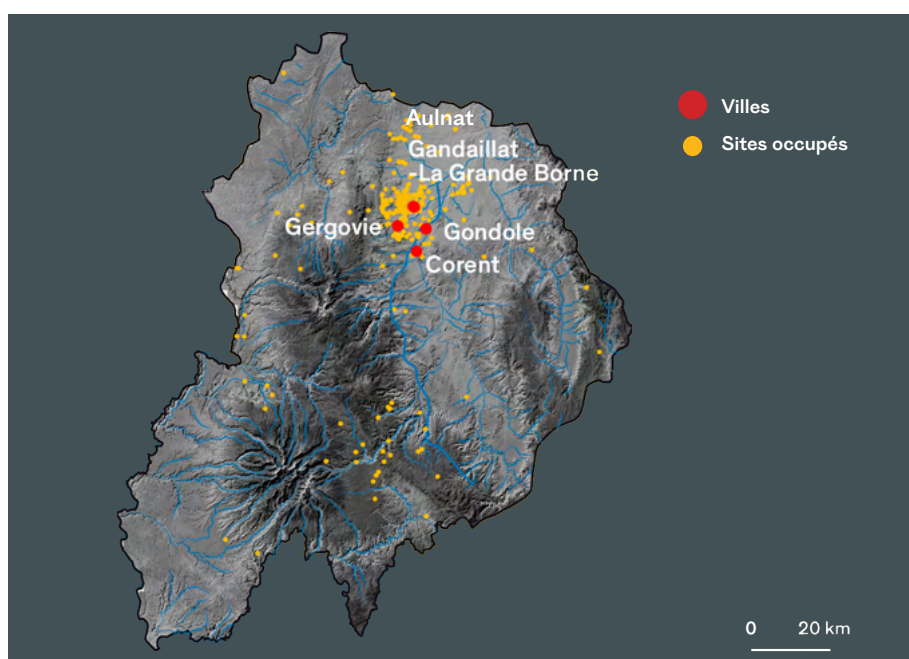 Aulnat
Gandaillat
-La Grande Borne
Gergovie
Gondole
Corent
Villes
Sites occupés
0 20 km